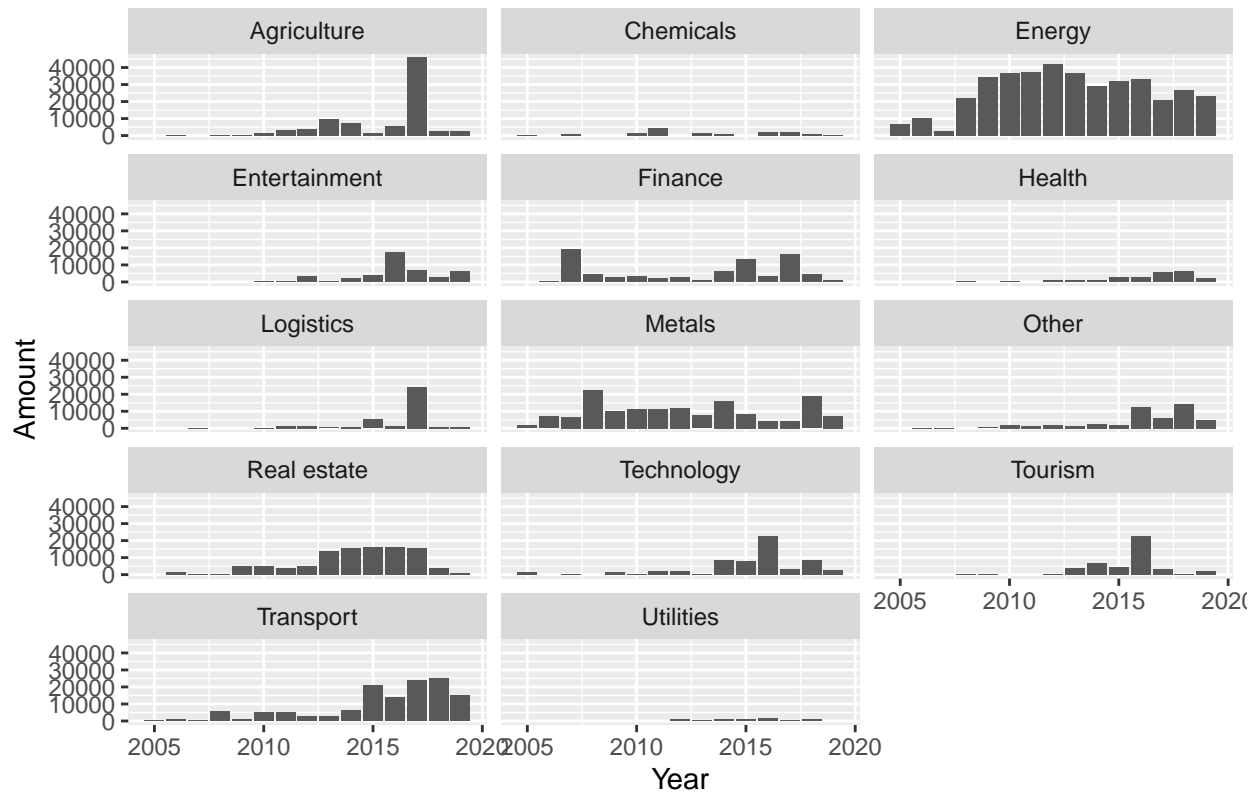 Agriculture Chemicals Energy
40000
30000
20000
10000
0
Entertainment Finance Health
40000
30000
20000
10000
0
Logistics Metals Other
40000
30000
20000
10000
0
Real estate Technology Tourism
40000
30000
20000
10000
0
2005 2010 2015 202
Transport Utilities
40000
30000
20000
10000
0
2005 2010 2015 2020 2005 2010 2015 2020
Amount
Year